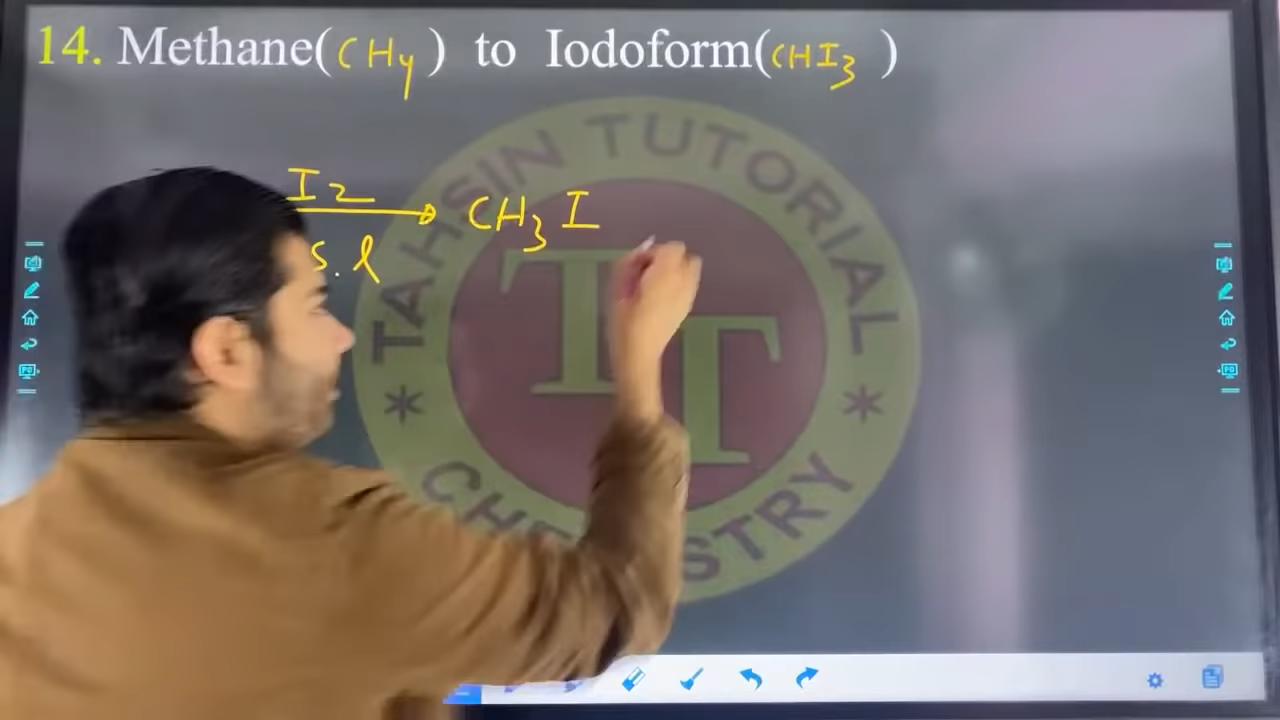 14. Methane(CH4) to Iodoform(CHI3)
I2
CH3I
s.l
TAHSIN TUTORIAL
TT